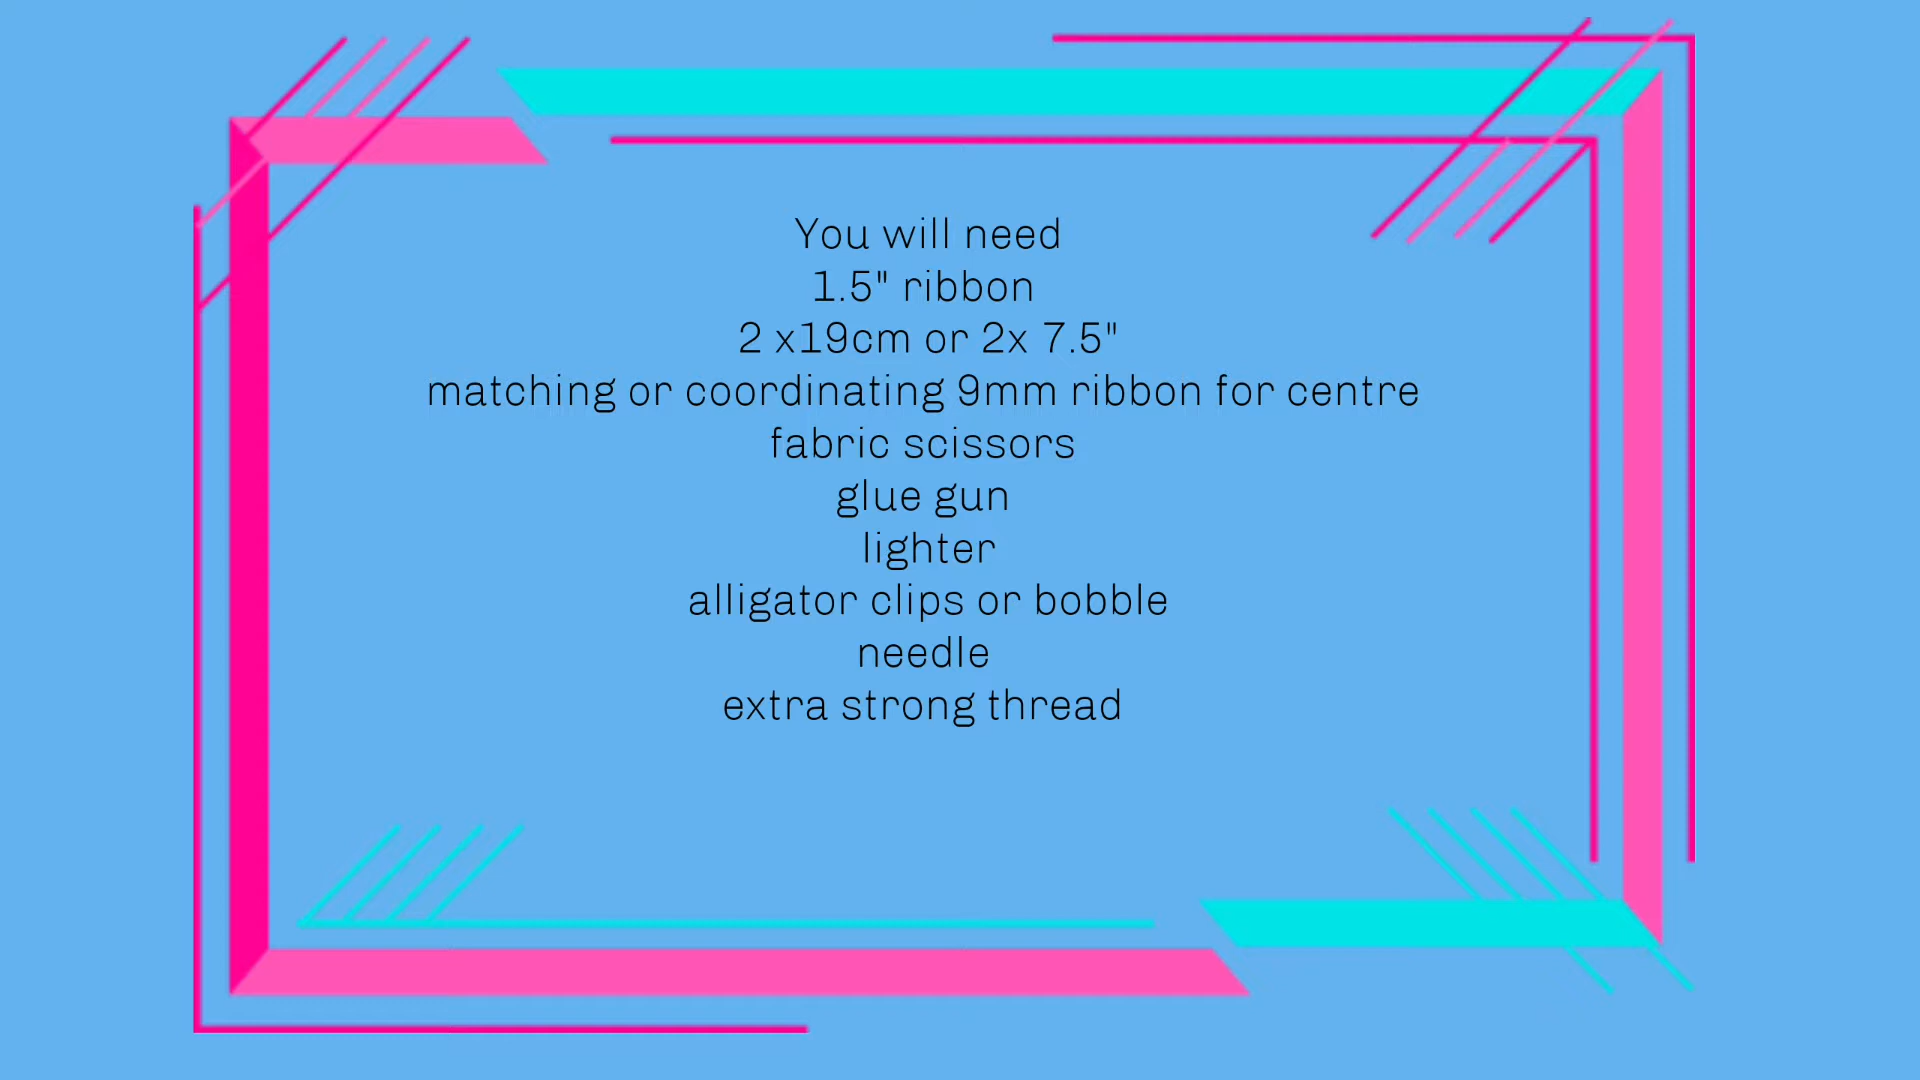 You will need
1.5" ribbon
2 x19cm or 2x 7.5"
matching or coordinating 9mm ribbon for centre
fabric scissors
glue gun
lighter
alligator clips or bobble
needle
extra strong thread